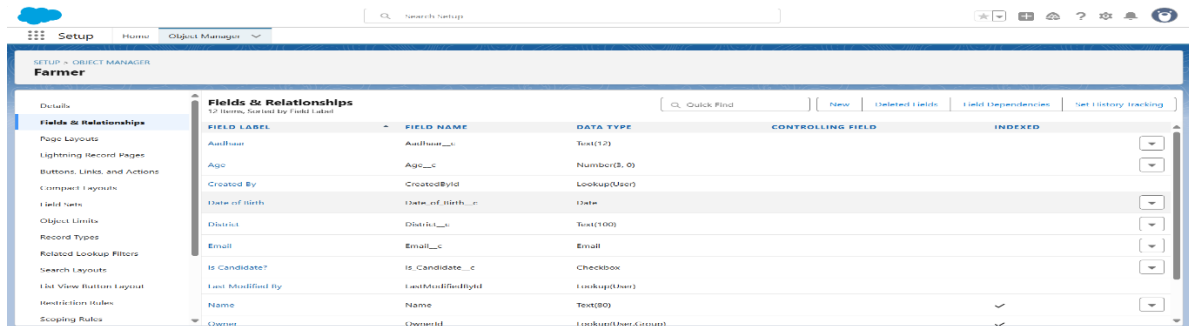 Search Setup
Setup Home Object Manager
SETUP > OBJECT MANAGER
Farmer
Details
Fields & Relationships
Page Layouts
Lightning Record Pages
Buttons, Links, and Actions
Compact Layouts
Field Sets
Object Limits
Record Types
Related Lookup Filters
Search Layouts
List View Button Layout
Restriction Rules
Scoping Rules
Fields & Relationships
12 Items, Sorted by Field Label
Quick Find New Deleted Fields Field Dependencies Set History Tracking
FIELD LABEL FIELD NAME DATA TYPE CONTROLLING FIELD INDEXED
Aadhaar Aadhaar__c Text(12)
Age Age__c Number(3, 0)
Created By CreatedById Lookup(User)
Date of Birth Date_of_Birth__c Date
District District__c Text(100)
Email Email__c Email
Is Candidate? Is_Candidate__c Checkbox
Last Modified By LastModifiedById Lookup(User)
Name Name Text(80)
Owner OwnerId Lookup(User,Group)